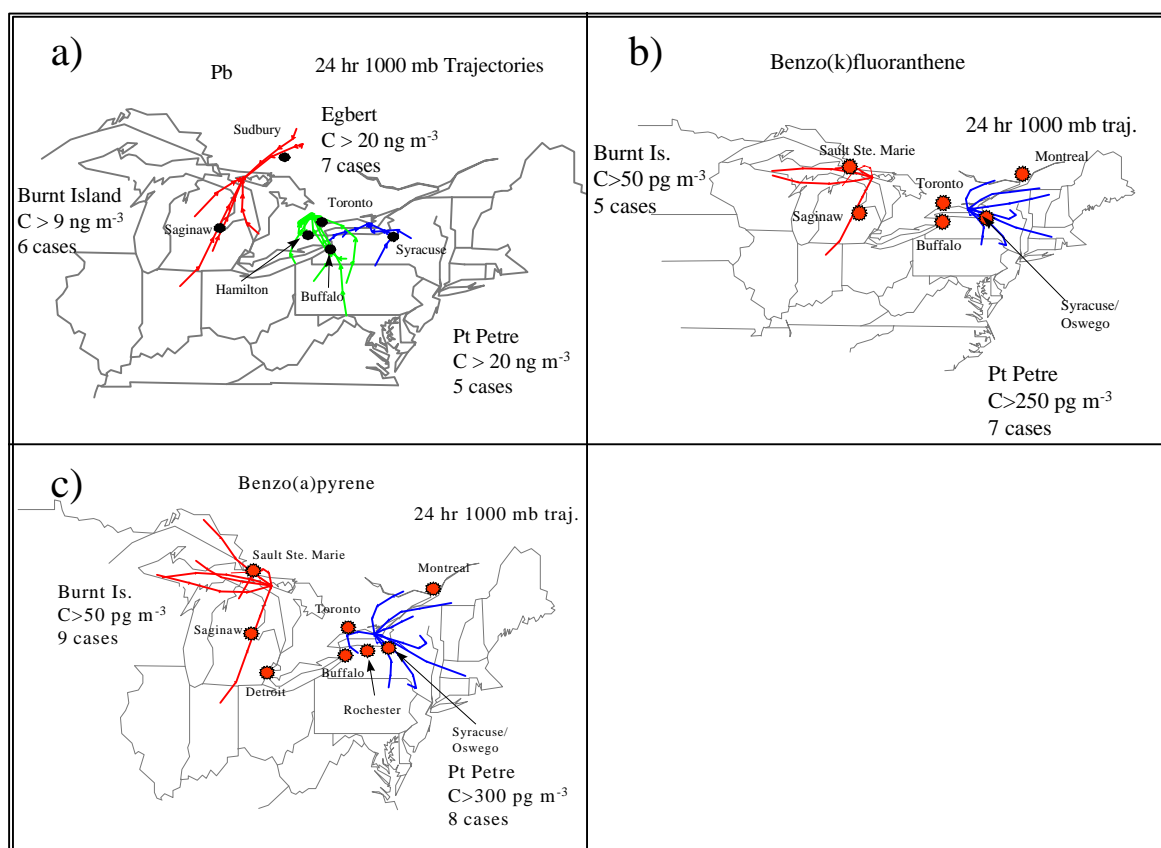 a)
Pb
24 hr 1000 mb Trajectories
Sudbury
Egbert
C > 20 ng m-3
7 cases
Burnt Island
C > 9 ng m-3
6 cases
Toronto
Saginaw
Syracuse
Hamilton
Buffalo
Pt Petre
C > 20 ng m-3
5 cases
b)
Benzo(k)fluoranthene
24 hr 1000 mb traj.
Burnt Is.
C>50 pg m-3
5 cases
Sault Ste. Marie
Montreal
Toronto
Saginaw
Buffalo
Syracuse/
Oswego
Pt Petre
C>250 pg m-3
7 cases
c)
Benzo(a)pyrene
24 hr 1000 mb traj.
Sault Ste. Marie
Montreal
Burnt Is.
C>50 pg m-3
9 cases
Toronto
Saginaw
Buffalo
Detroit
Rochester
Syracuse/
Oswego
Pt Petre
C>300 pg m-3
8 cases